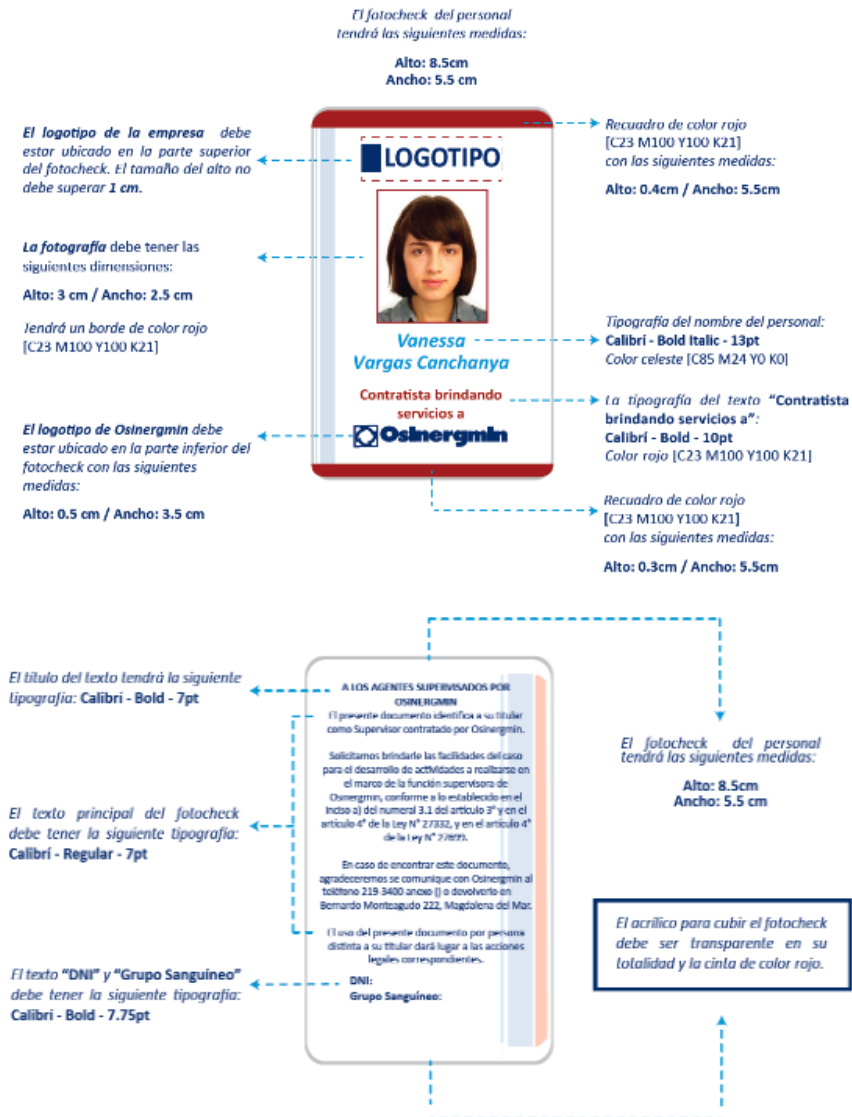 El fotocheck del personal
tendrá las siguientes medidas:
Alto: 8.5cm
Ancho: 5.5 cm
El logotipo de la empresa debe
estar ubicado en la parte superior
del fotocheck. El tamaño del alto no
debe superar 1 cm.
La fotografía debe tener las
siguientes dimensiones:
Alto: 3 cm / Ancho: 2.5 cm
Tendrá un borde de color rojo
[C23 M100 Y100 K21]
El logotipo de Osinergmin debe
estar ubicado en la parte inferior del
fotocheck con las siguientes
medidas:
Alto: 0.5 cm / Ancho: 3.5 cm
LOGOTIPO
Vanessa
Vargas Canchanya
Contratista brindando
servicios a
Osinergmin
Recuadro de color rojo
[C23 M100 Y100 K21]
con las siguientes medidas:
Alto: 0.4cm / Ancho: 5.5cm
Tipografía del nombre del personal:
Calibrí - Bold Italic - 13pt
Color celeste [C85 M24 Y0 K0]
La tipografía del texto "Contratista
brindando servicios a":
Calibrí - Bold - 10pt
Color rojo [C23 M100 Y100 K21]
Recuadro de color rojo
[C23 M100 Y100 K21]
con las siguientes medidas:
Alto: 0.3cm / Ancho: 5.5cm
El título del texto tendrá la siguiente
tipografía: Calibrí - Bold - 7pt
El texto principal del fotocheck
debe tener la siguiente tipografía:
Calibrí - Regular - 7pt
El texto "DNI" y "Grupo Sanguíneo"
debe tener la siguiente tipografía:
Calibrí - Bold - 7.75pt
A LOS AGENTES SUPERVISADOS POR
OSINERGMIN
El presente documento identifica a su titular
como Supervisor contratado por Osinergmin.
Solicitamos brindarle las facilidades del caso
para el desarrollo de actividades a realizarse en
el marco de la función supervisora de
Osinergmin, conforme a lo establecido en el
inciso a) del numeral 3.1 del artículo 3° y en el
artículo 4° de la Ley N° 27332, y en el artículo 4°
de la Ley N° 27699.
En caso de encontrar este documento,
agradeceremos se comunique con Osinergmin al
teléfono 219 3400 anexo () o devolverlo en
Bernardo Monteagudo 222, Magdalena del Mar.
El uso del presente documento por persona
distinta a su titular dará lugar a las acciones
legales correspondientes.
DNI:
Grupo Sanguíneo:
El fotocheck del personal
tendrá las siguientes medidas:
Alto: 8.5cm
Ancho: 5.5 cm
El acrílico para cubir el fotocheck
debe ser transparente en su
totalidad y la cinta de color rojo.